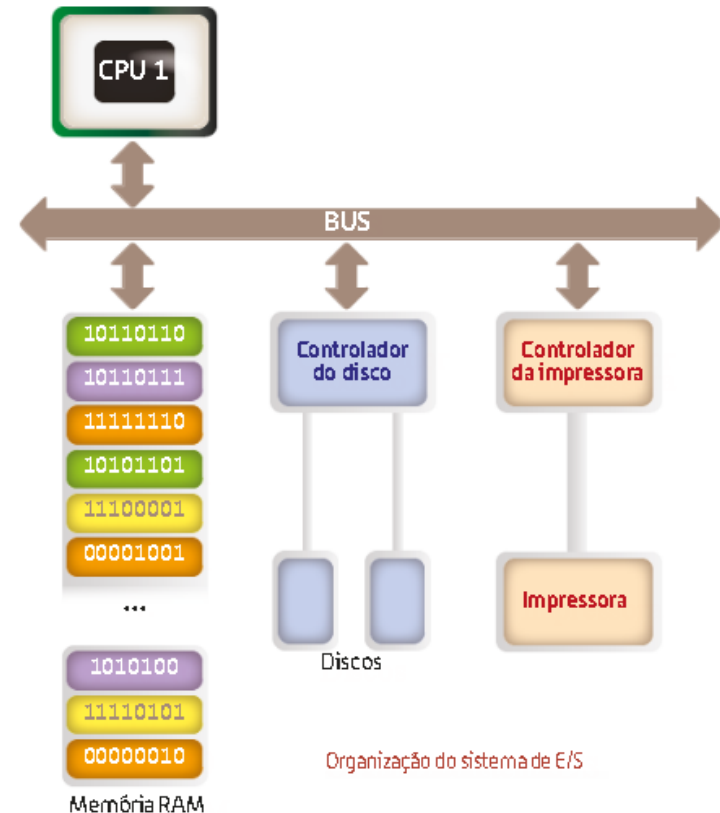 CPU 1
BUS
10110110
10110111
11111110
10101101
11100001
00001001
...
1010100
11110101
00000010
Memória RAM
Controlador
do disco
Discos
Controlador
da impressora
Impressora
Organização do sistema de E/S